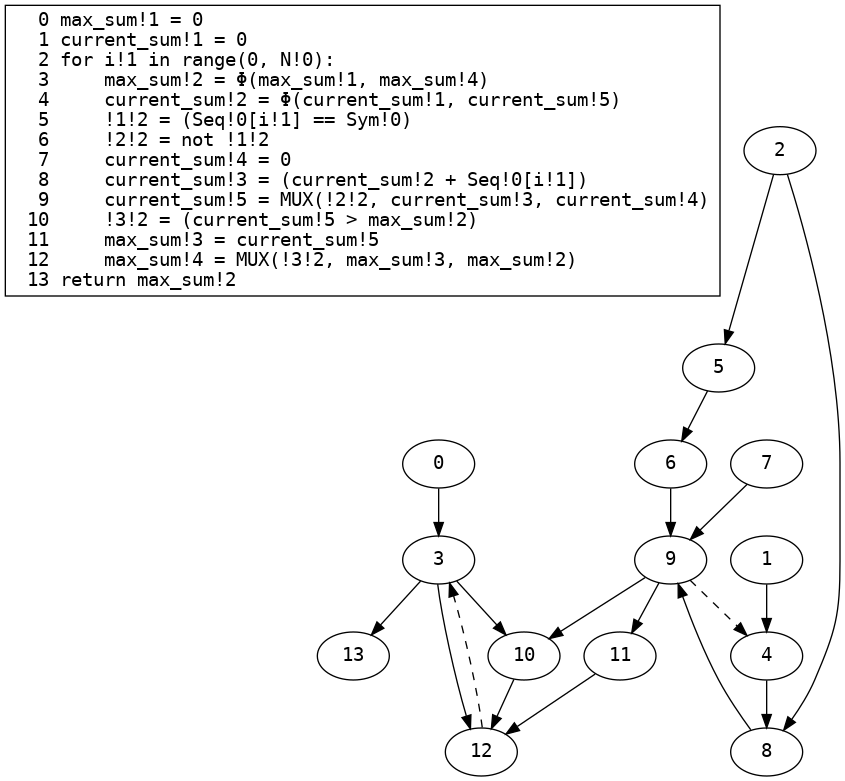 0 max_sum!1 = 0
1 current_sum!1 = 0
2 for i!1 in range(0, N!0):
3     max_sum!2 = Φ(max_sum!1, max_sum!4)
4     current_sum!2 = Φ(current_sum!1, current_sum!5)
5     !1!2 = (Seq!0[i!1] == Sym!0)
6     !2!2 = not !1!2
7     current_sum!4 = 0
8     current_sum!3 = (current_sum!2 + Seq!0[i!1])
9     current_sum!5 = MUX(!2!2, current_sum!3, current_sum!4)
10     !3!2 = (current_sum!5 > max_sum!2)
11     max_sum!3 = current_sum!5
12     max_sum!4 = MUX(!3!2, max_sum!3, max_sum!2)
13 return max_sum!2
2
5
0
6
7
3
9
1
13
10
11
4
12
8